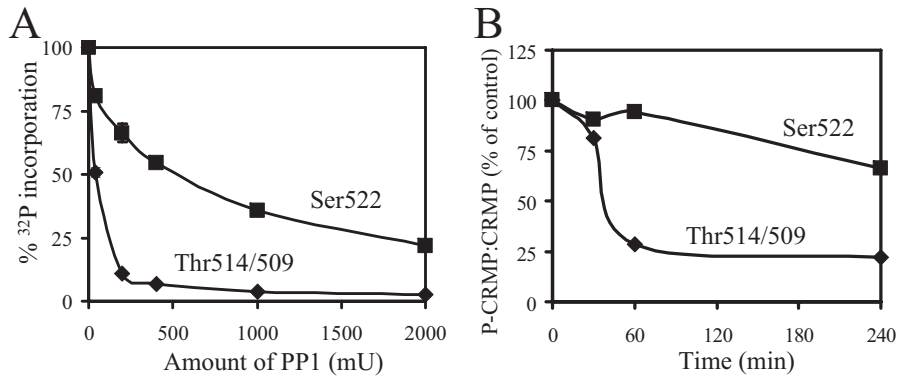 A
% ³²P incorporation
100
75
50
25
0
Ser522
Thr514/509
0 500 1000 1500 2000
Amount of PP1 (mU)
B
P-CRMP:CRMP (% of control)
125
100
75
50
25
0
Ser522
Thr514/509
0 60 120 180 240
Time (min)